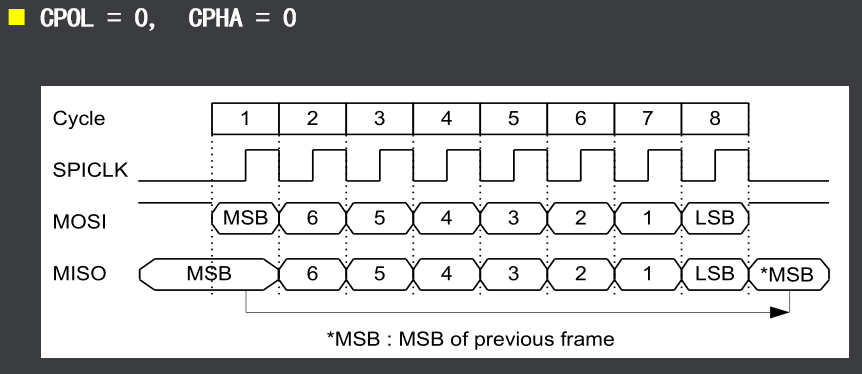 CPOL = 0, CPHA = 0
Cycle 1 2 3 4 5 6 7 8
SPICLK
MOSI MSB 6 5 4 3 2 1 LSB
MISO MSB 6 5 4 3 2 1 LSB *MSB
*MSB : MSB of previous frame